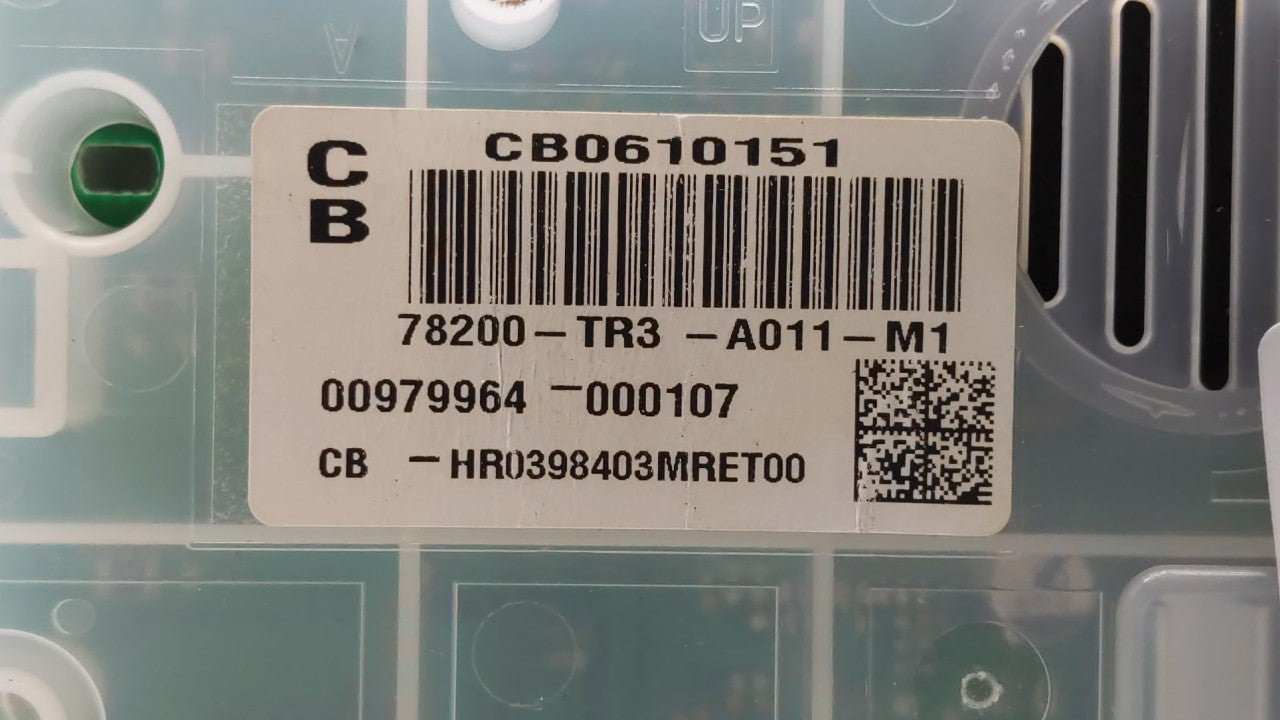 A
UP
C
B
CB0610151
78200-TR3 -A011-M1
00979964 -000107
CB -HR0398403MRET00